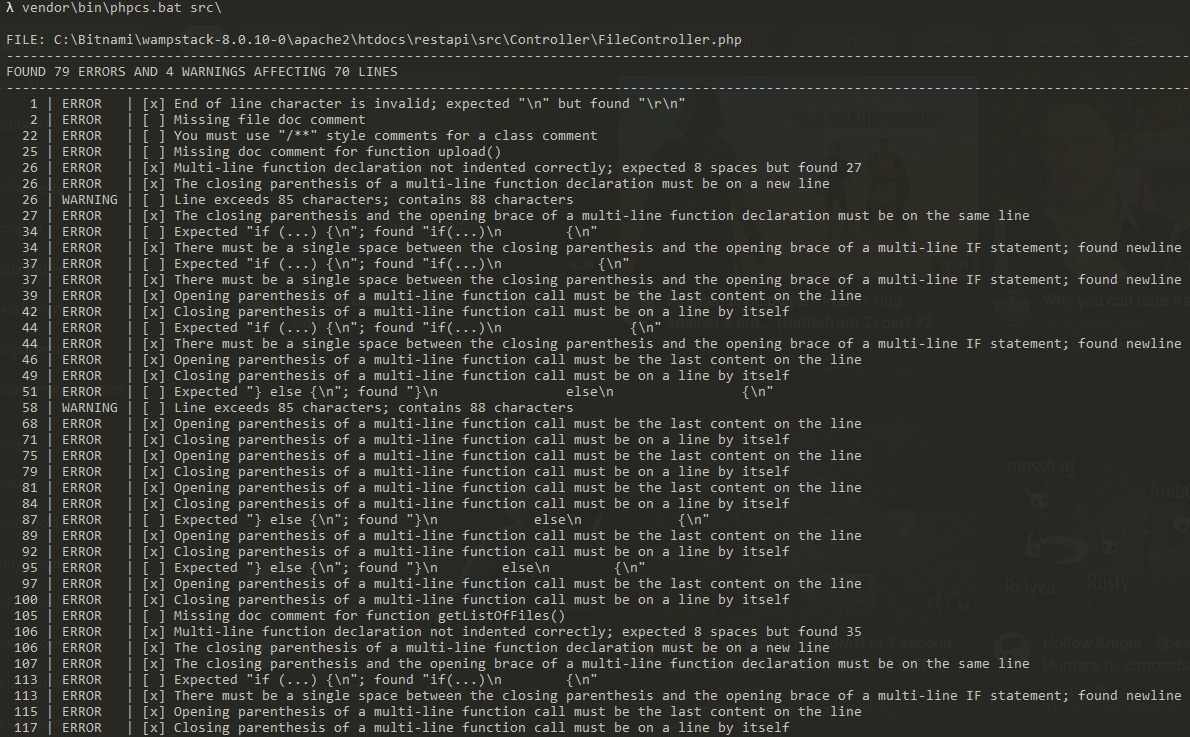 λ vendor\bin\phpcs.bat src\
FILE: C:\Bitnami\wampstack-8.0.10-0\apache2\htdocs\restapi\src\Controller\FileController.php
----------------------------------------------------------------------
FOUND 79 ERRORS AND 4 WARNINGS AFFECTING 70 LINES
----------------------------------------------------------------------
1 | ERROR | [x] End of line character is invalid; expected "\n" but found "\r\n"
2 | ERROR | [ ] Missing file doc comment
22 | ERROR | [ ] You must use "/**" style comments for a class comment
25 | ERROR | [ ] Missing doc comment for function upload()
26 | ERROR | [x] Multi-line function declaration not indented correctly; expected 8 spaces but found 27
26 | ERROR | [x] The closing parenthesis of a multi-line function declaration must be on a new line
26 | WARNING | [ ] Line exceeds 85 characters; contains 88 characters
27 | ERROR | [x] The closing parenthesis and the opening brace of a multi-line function declaration must be on the same line
34 | ERROR | [ ] Expected "if (...) {\n"; found "if(...)\n        {\n"
34 | ERROR | [x] There must be a single space between the closing parenthesis and the opening brace of a multi-line IF statement; found newline
37 | ERROR | [ ] Expected "if (...) {\n"; found "if(...)\n            {\n"
37 | ERROR | [x] There must be a single space between the closing parenthesis and the opening brace of a multi-line IF statement; found newline
39 | ERROR | [x] Opening parenthesis of a multi-line function call must be the last content on the line
42 | ERROR | [x] Closing parenthesis of a multi-line function call must be on a line by itself
44 | ERROR | [ ] Expected "if (...) {\n"; found "if(...)\n                {\n"
44 | ERROR | [x] There must be a single space between the closing parenthesis and the opening brace of a multi-line IF statement; found newline
46 | ERROR | [x] Opening parenthesis of a multi-line function call must be the last content on the line
49 | ERROR | [x] Closing parenthesis of a multi-line function call must be on a line by itself
51 | ERROR | [ ] Expected "} else {\n"; found "}\n                else\n                {\n"
58 | WARNING | [ ] Line exceeds 85 characters; contains 88 characters
68 | ERROR | [x] Opening parenthesis of a multi-line function call must be the last content on the line
71 | ERROR | [x] Closing parenthesis of a multi-line function call must be on a line by itself
75 | ERROR | [x] Opening parenthesis of a multi-line function call must be the last content on the line
79 | ERROR | [x] Closing parenthesis of a multi-line function call must be on a line by itself
81 | ERROR | [x] Opening parenthesis of a multi-line function call must be the last content on the line
84 | ERROR | [x] Closing parenthesis of a multi-line function call must be on a line by itself
87 | ERROR | [ ] Expected "} else {\n"; found "}\n            else\n            {\n"
89 | ERROR | [x] Opening parenthesis of a multi-line function call must be the last content on the line
92 | ERROR | [x] Closing parenthesis of a multi-line function call must be on a line by itself
95 | ERROR | [ ] Expected "} else {\n"; found "}\n        else\n        {\n"
97 | ERROR | [x] Opening parenthesis of a multi-line function call must be the last content on the line
100 | ERROR | [x] Closing parenthesis of a multi-line function call must be on a line by itself
105 | ERROR | [ ] Missing doc comment for function getListOfFiles()
106 | ERROR | [x] Multi-line function declaration not indented correctly; expected 8 spaces but found 35
106 | ERROR | [x] The closing parenthesis of a multi-line function declaration must be on a new line
107 | ERROR | [x] The closing parenthesis and the opening brace of a multi-line function declaration must be on the same line
113 | ERROR | [ ] Expected "if (...) {\n"; found "if(...)\n        {\n"
113 | ERROR | [x] There must be a single space between the closing parenthesis and the opening brace of a multi-line IF statement; found newline
115 | ERROR | [x] Opening parenthesis of a multi-line function call must be the last content on the line
117 | ERROR | [x] Closing parenthesis of a multi-line function call must be on a line by itself